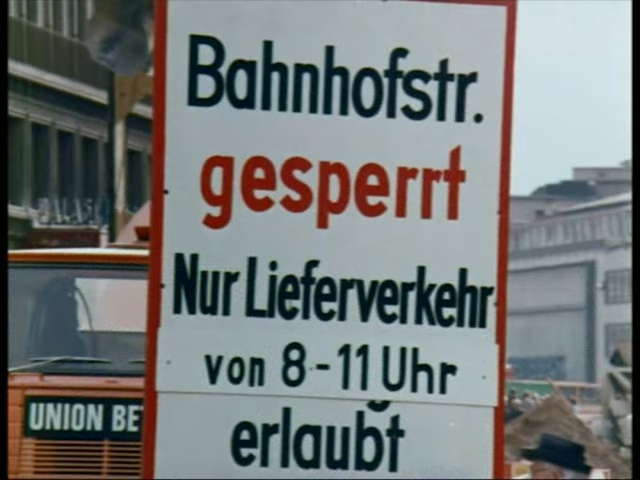 Bahnhofstr.
gesperrt
Nur Lieferverkehr
von 8-11 Uhr
erlaubt
UNION BE